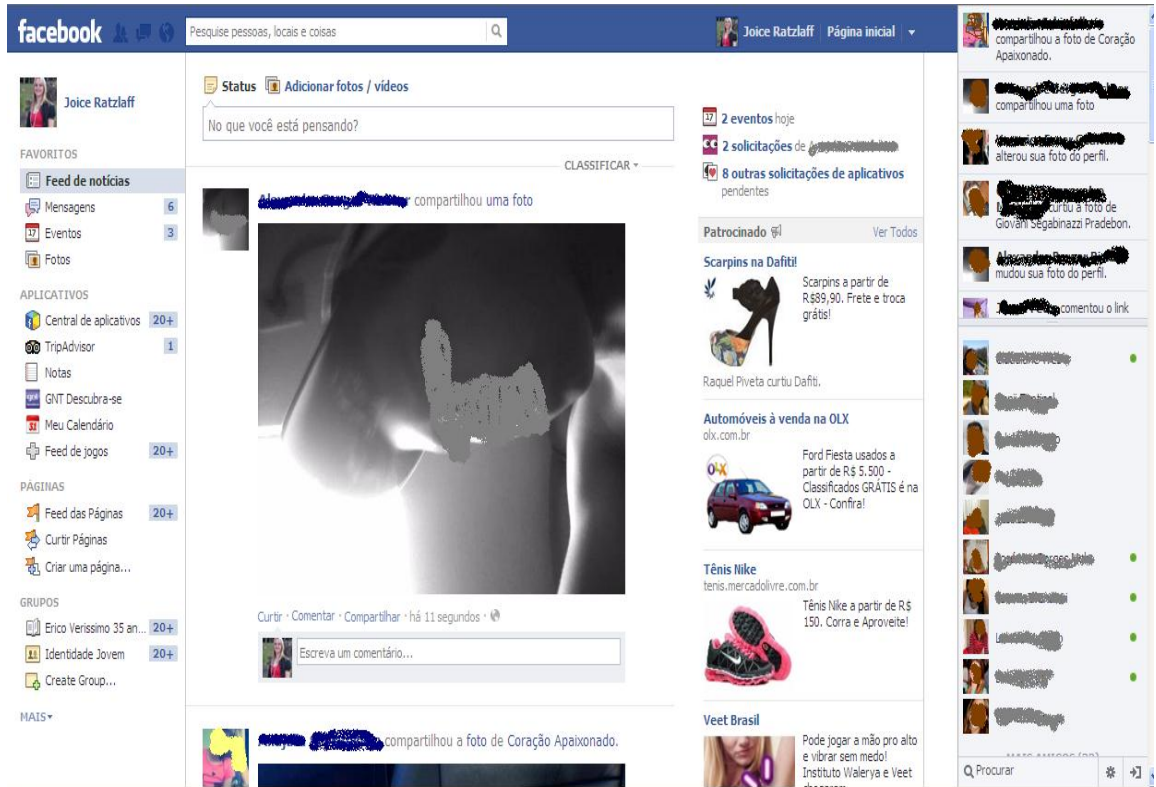 facebook
Pesquise pessoas, locais e coisas
Joice Ratzlaff
Página inicial
Joice Ratzlaff
FAVORITOS
Feed de notícias
Mensagens 6
Eventos 3
Fotos
APLICATIVOS
Central de aplicativos 20+
TripAdvisor 1
Notas
GNT Descubra-se
Meu Calendário
Feed de jogos 20+
PÁGINAS
Feed das Páginas 20+
Curtir Páginas
Criar uma página...
GRUPOS
Erico Verissimo 35 an... 20+
Identidade Jovem 20+
Create Group...
MAIS
Status Adicionar fotos / vídeos
No que você está pensando?
CLASSIFICAR
compartilhou uma foto
Curtir · Comentar · Compartilhar · há 11 segundos ·
Escreva um comentário...
compartilhou a foto de Coração Apaixonado.
2 eventos hoje
2 solicitações de
8 outras solicitações de aplicativos
pendentes
Patrocinado Ver Todos
Scarpins na Dafiti!
Scarpins a partir de
R$89,90. Frete e troca
grátis!
Raquel Piveta curtiu Dafiti.
Automóveis à venda na OLX
olx.com.br
OLX
Ford Fiesta usados a
partir de R$ 5.500 -
Classificados GRÁTIS é na
OLX - Confira!
Tênis Nike
tenis.mercadolivre.com.br
Tênis Nike a partir de R$
150. Corra e Aproveite!
Veet Brasil
Pode jogar a mão pro alto
e vibrar sem medo!
Instituto Walerya e Veet
compartilhou a foto de Coração
Apaixonado.
compartilhou uma foto
alterou sua foto do perfil.
curtiu a foto de
Giovani Segabinazzi Pradebon.
mudou sua foto do perfil.
comentou o link
Procurar